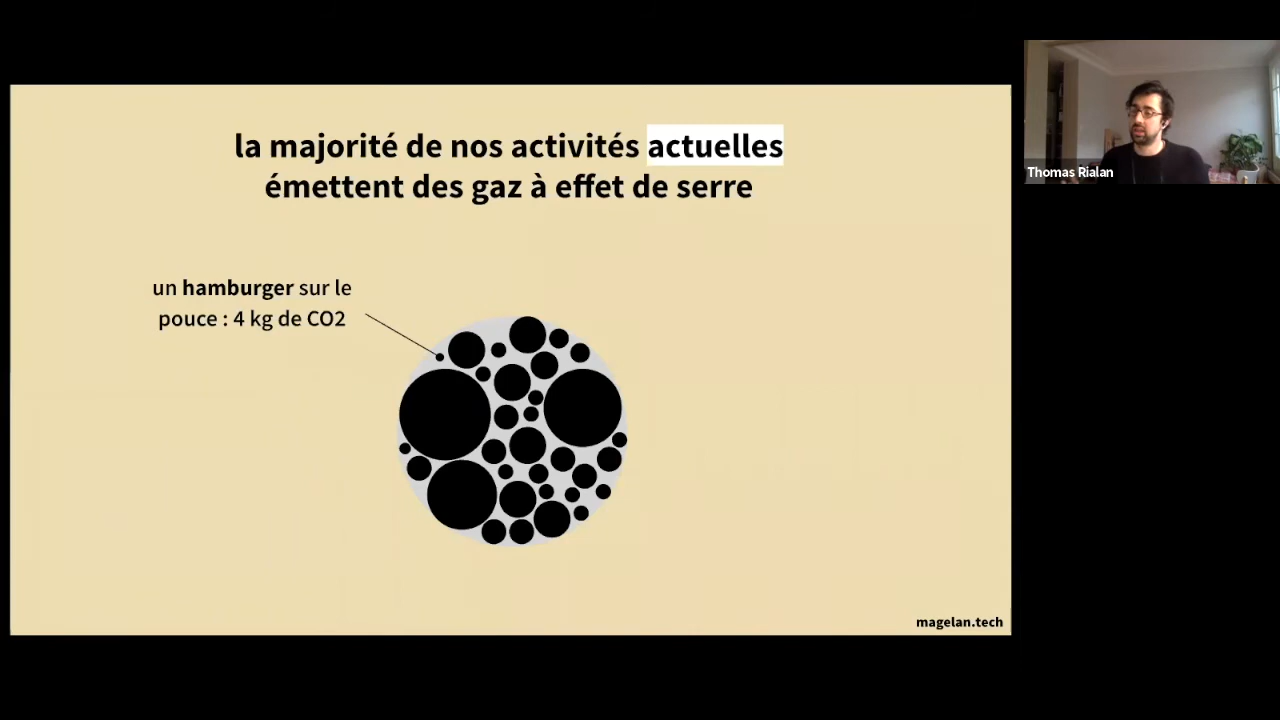 la majorité de nos activités actuelles
émettent des gaz à effet de serre
un hamburger sur le
pouce : 4 kg de CO2
magelan.tech
Thomas Rialan